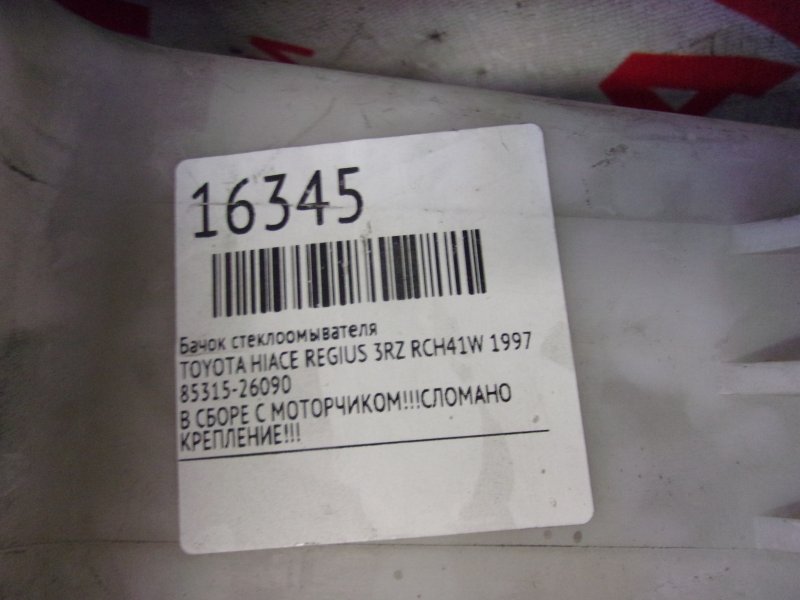 16345
Бачок стеклоомывателя
TOYOTA HIACE REGIUS 3RZ RCH41W 1997
85315-26090
В СБОРЕ С МОТОРЧИКОМ!!!СЛОМАНО
КРЕПЛЕНИЕ!!!